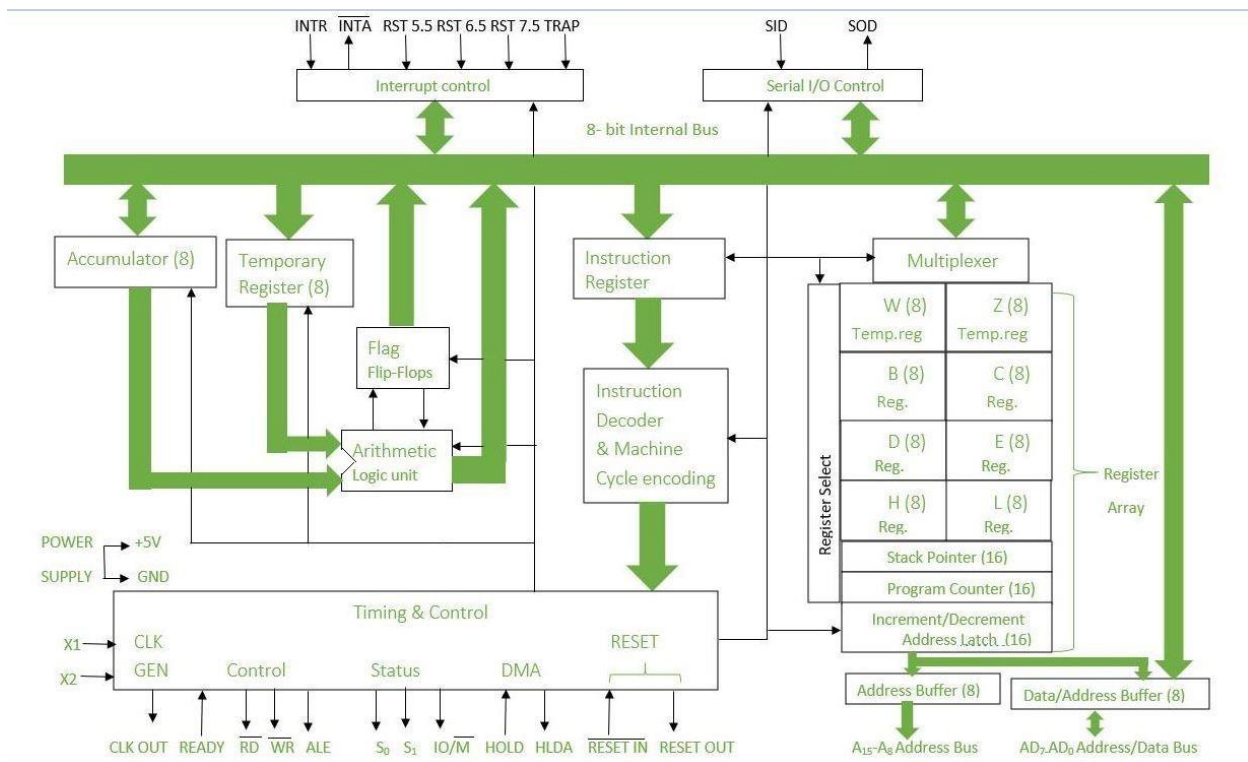 INTR INTA RST 5.5 RST 6.5 RST 7.5 TRAP SID SOD
Interrupt control
Serial I/O Control
8- bit Internal Bus
Accumulator (8)
Temporary
Register (8)
Instruction
Register
Multiplexer
W (8)
Temp.reg
Z (8)
Temp.reg
Flag
Flip-Flops
B (8)
Reg.
C (8)
Reg.
Instruction
Decoder
& Machine
Cycle encoding
Arithmetic
Logic unit
D (8)
Reg.
E (8)
Reg.
Register Select
Register
Array
H (8)
Reg.
L (8)
Reg.
Stack Pointer (16)
Program Counter (16)
Increment/Decrement
Address Latch (16)
POWER +5V
SUPPLY GND
Timing & Control
X1 CLK RESET
X2 GEN Control Status DMA
Address Buffer (8)
Data/Address Buffer (8)
CLK OUT READY RD WR ALE S0 S1 IO/M HOLD HLDA RESET IN RESET OUT
A15-A8 Address Bus
AD7.AD0 Address/Data Bus